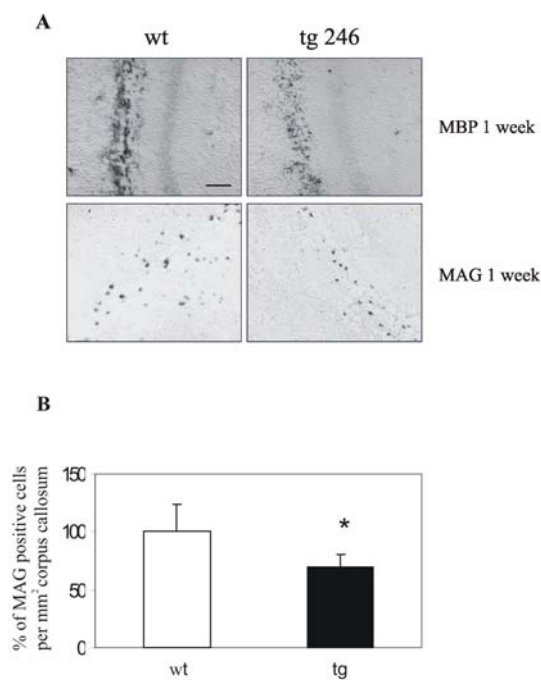 A
wt
tg 246
MBP 1 week
MAG 1 week
B
% of MAG positive cells
per mm² corpus callosum
150
100
50
0
*
wt
tg